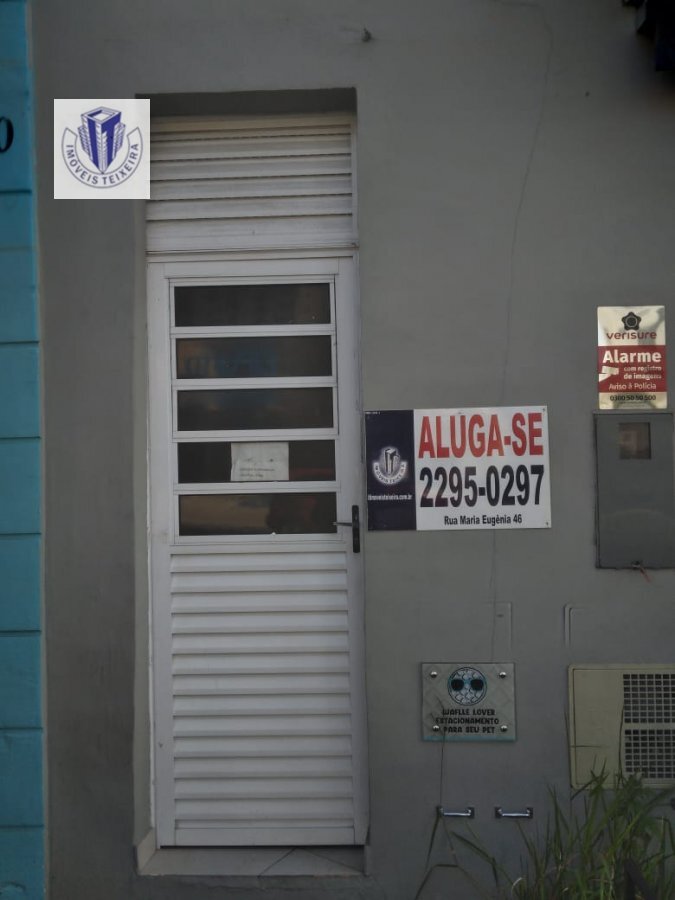 IMOVEIS TEIXEIRA
verisure
Alarme
com registro
de imagens
Aviso à Polícia
0300 50 50 500
ALUGA-SE
2295-0297
Rua Maria Eugênia 46
WAFLLE LOVER
ESTACIONAMENTO
PARA SEU PET